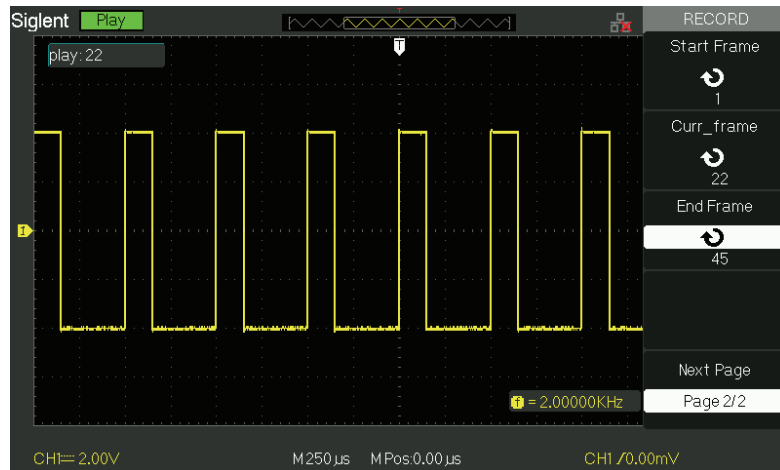 Siglent Play
T
RECORD
play: 22
T
Start Frame
1
Curr_frame
22
End Frame
45
Next Page
Page 2/2
f = 2.00000KHz
CH1 2.00V
M250µs
M Pos:0.00µs
CH1 / 0.00mV